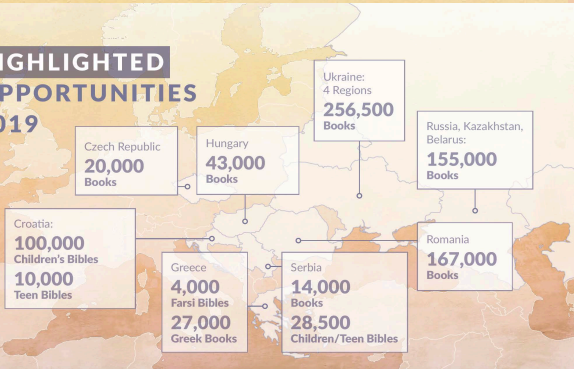 IGHLIGHTED
PPORTUNITIES
019
Ukraine:
4 Regions
256,500
Books
Russia, Kazakhstan,
Belarus:
155,000
Books
Czech Republic
20,000
Books
Hungary
43,000
Books
Croatia:
100,000
Children's Bibles
10,000
Teen Bibles
Greece
4,000
Farsi Bibles
27,000
Greek Books
Serbia
14,000
Books
28,500
Children/Teen Bibles
Romania
167,000
Books